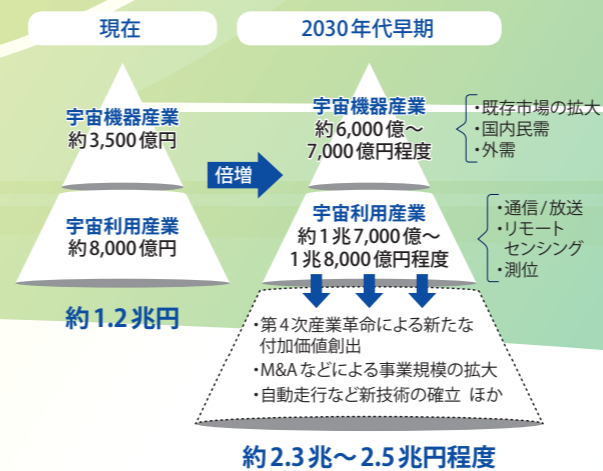 現在
2030年代早期
宇宙機器産業
約3,500億円
宇宙利用産業
約8,000億円
約1.2兆円
倍増
宇宙機器産業
約6,000億～
7,000億円程度
・既存市場の拡大
・国内民需
・外需
宇宙利用産業
約1兆7,000億～
1兆8,000億円程度
・通信/放送
・リモート
センシング
・測位
・第4次産業革命による新たな
付加価値創出
・M&Aなどによる事業規模の拡大
・自動走行など新技術の確立 ほか
約2.3兆～2.5兆円程度